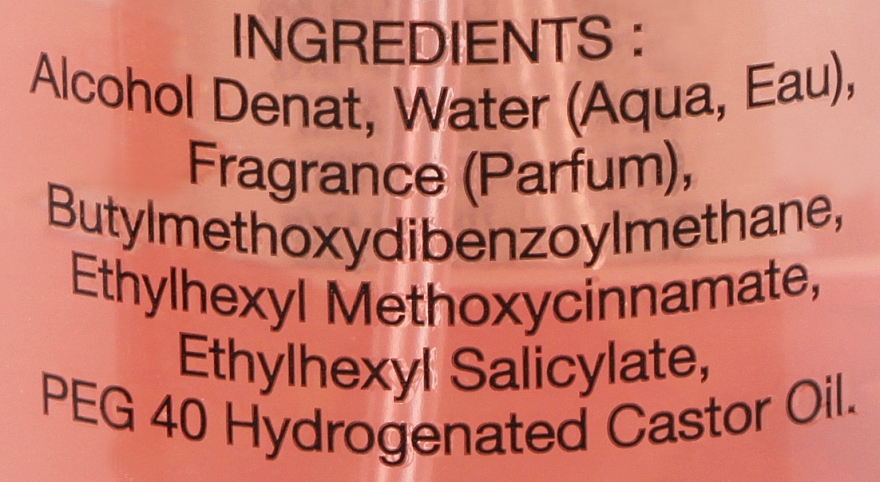 INGREDIENTS :
Alcohol Denat, Water (Aqua, Eau),
Fragrance (Parfum),
Butylmethoxydibenzoylmethane,
Ethylhexyl Methoxycinnamate,
Ethylhexyl Salicylate,
PEG 40 Hydrogenated Castor Oil.